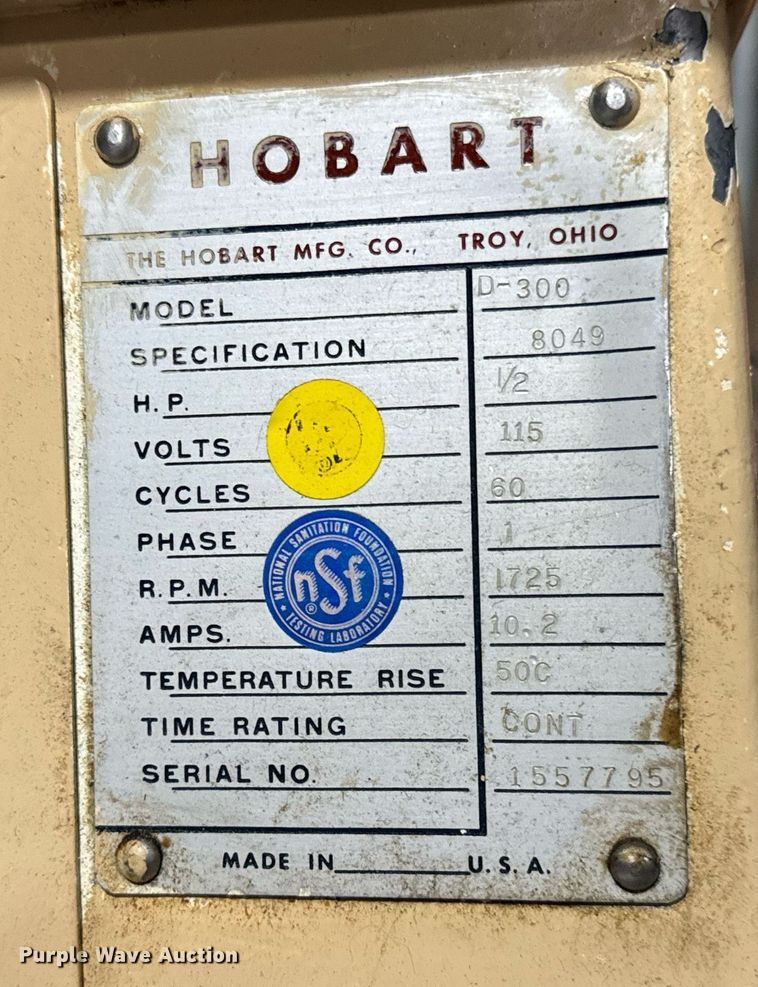 HOBART
THE HOBART MFG. CO., TROY, OHIO
MODEL D-300
SPECIFICATION 8049
H.P. 1/2
VOLTS 115
CYCLES 60
PHASE 1
R.P.M. 1725
AMPS. 10.2
TEMPERATURE RISE 50C
TIME RATING CONT
SERIAL NO. 1557795
NATIONAL SANITATION FOUNDATION
nsf®
TESTING LABORATORY
MADE IN U.S.A.
Purple Wave Auction